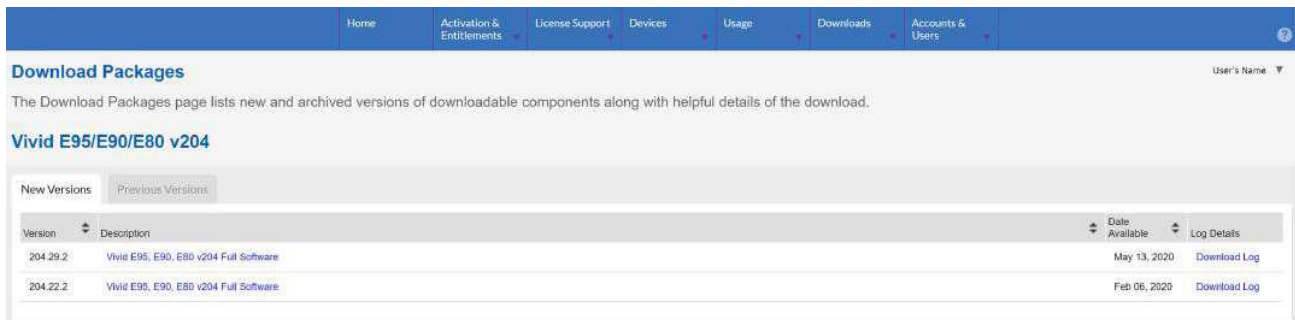 Home Activation & Entitlements License Support Devices Usage Downloads Accounts & Users
Download Packages
User's Name
The Download Packages page lists new and archived versions of downloadable components along with helpful details of the download.
Vivid E95/E90/E80 v204
New Versions Previous Versions
Version Description Date Available Log Details
204.29.2 Vivid E95, E90, E80 v204 Full Software May 13, 2020 Download Log
204.22.2 Vivid E95, E90, E80 v204 Full Software Feb 06, 2020 Download Log